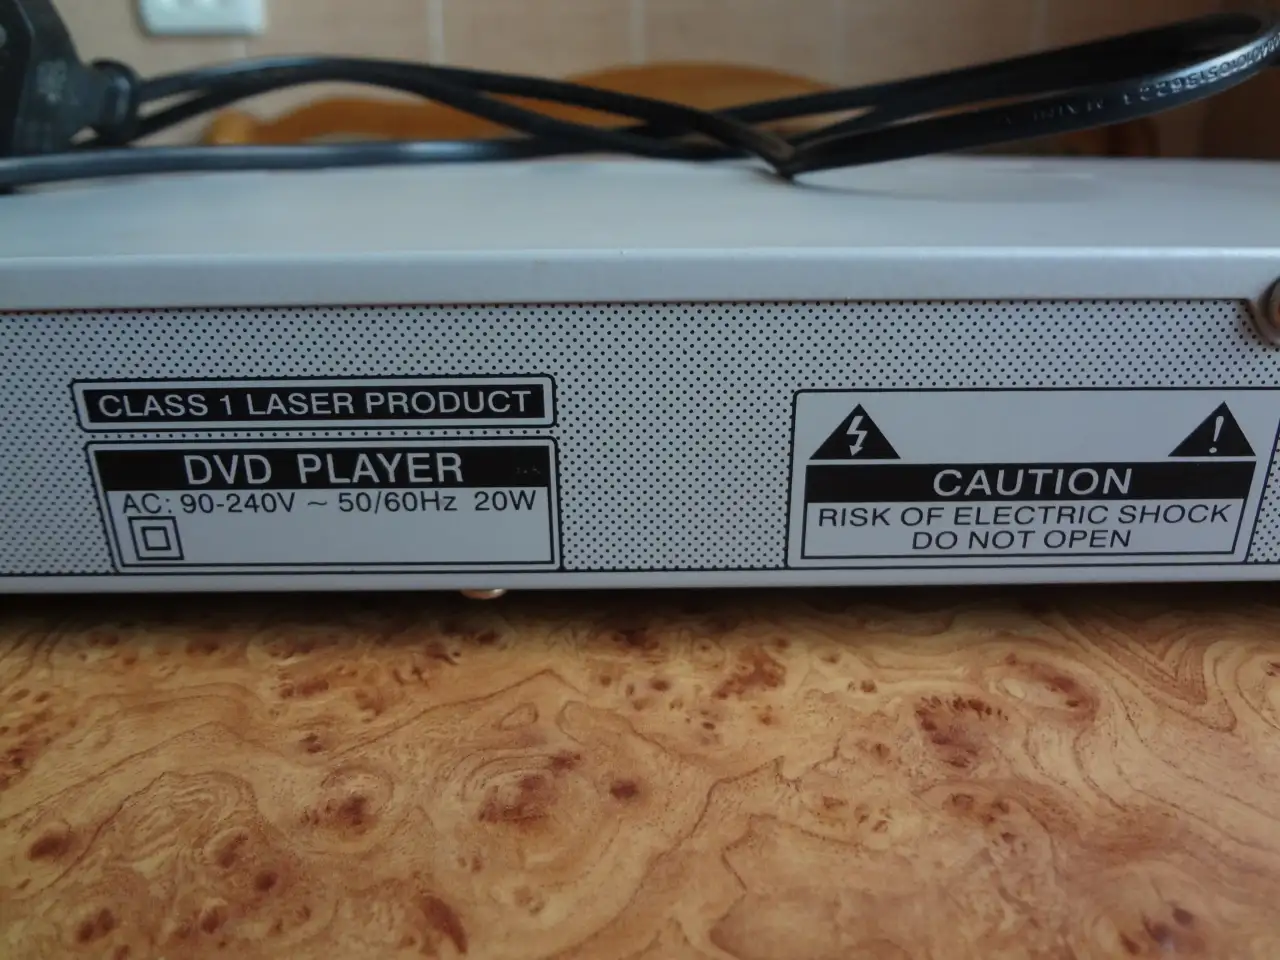 CLASS 1 LASER PRODUCT
DVD PLAYER
AC: 90-240V ~ 50/60Hz 20W
CAUTION
RISK OF ELECTRIC SHOCK
DO NOT OPEN